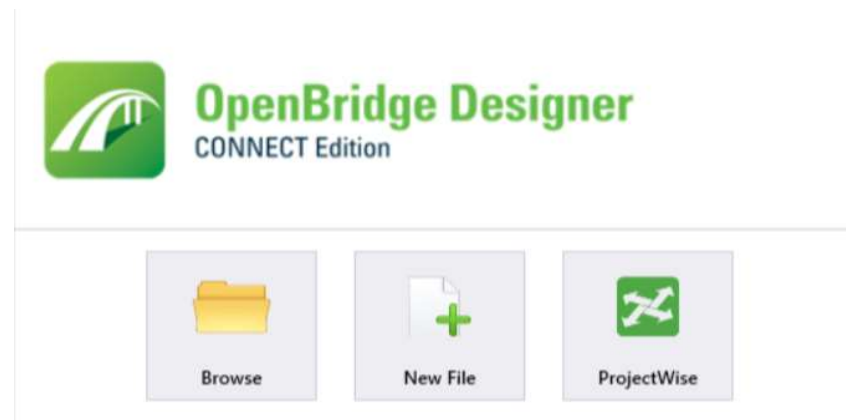 OpenBridge Designer
CONNECT Edition
Browse
New File
ProjectWise